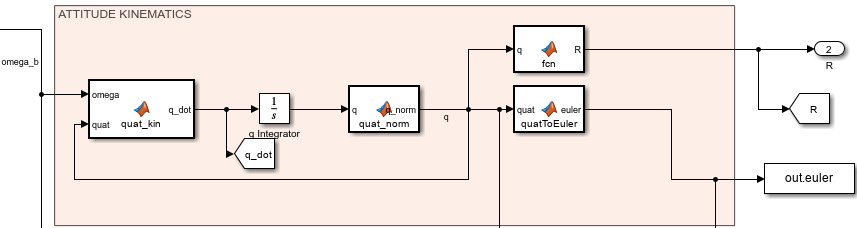 ATTITUDE KINEMATICS
omega_b
omega
quat
q_dot
quat_kin
1
s
q Integrator
q_dot
q
q_norm
quat_norm
q
q
R
fcn
quat
euler
quatToEuler
2
R
R
out.euler